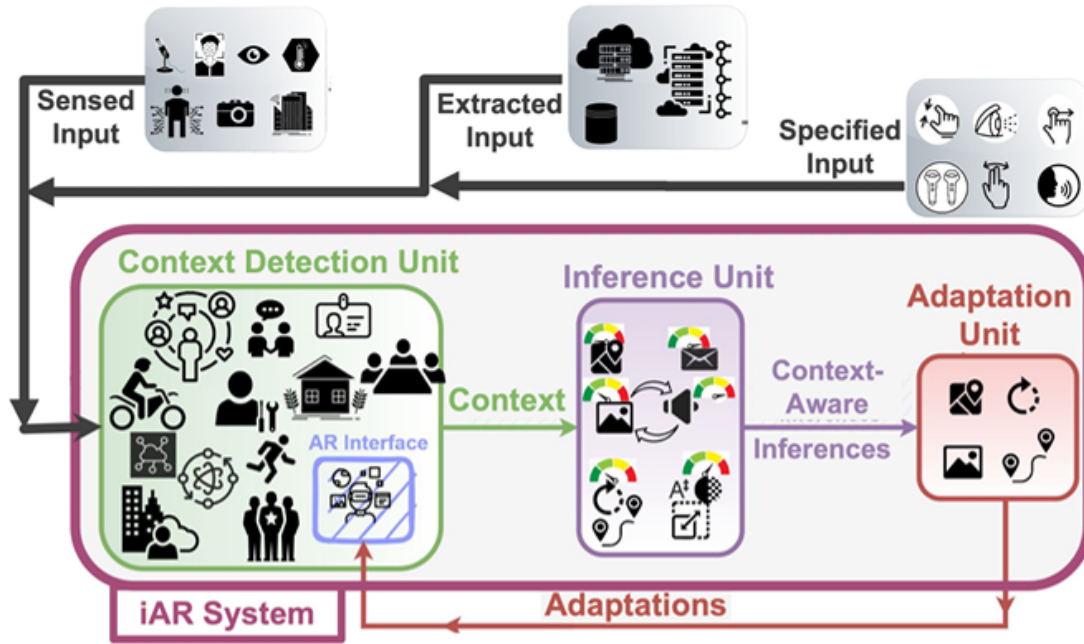 Sensed
Input
Extracted
Input
Specified
Input
Context Detection Unit
Inference Unit
Adaptation
Unit
AR Interface
Context
Context-
Aware
Inferences
A
Adaptations
iAR System